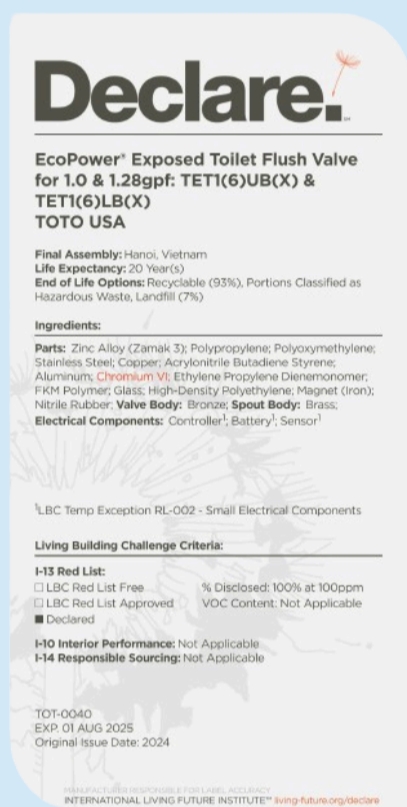 Declare.
EcoPower® Exposed Toilet Flush Valve
for 1.0 & 1.28gpf: TET1(6)UB(X) &
TET1(6)LB(X)
TOTO USA
Final Assembly: Hanoi, Vietnam
Life Expectancy: 20 Year(s)
End of Life Options: Recyclable (93%), Portions Classified as
Hazardous Waste, Landfill (7%)
Ingredients:
Parts: Zinc Alloy (Zamak 3); Polypropylene; Polyoxymethylene;
Stainless Steel; Copper; Acrylonitrile Butadiene Styrene;
Aluminum; Chromium VI; Ethylene Propylene Dienemonomer;
FKM Polymer; Glass; High-Density Polyethylene; Magnet (Iron);
Nitrile Rubber; Valve Body: Bronze; Spout Body: Brass;
Electrical Components: Controller¹; Battery¹; Sensor¹
¹LBC Temp Exception RL-002 - Small Electrical Components
Living Building Challenge Criteria:
I-13 Red List:
☐ LBC Red List Free % Disclosed: 100% at 100ppm
☐ LBC Red List Approved VOC Content: Not Applicable
■ Declared
I-10 Interior Performance: Not Applicable
I-14 Responsible Sourcing: Not Applicable
TOT-0040
EXP. 01 AUG 2025
Original Issue Date: 2024
MANUFACTURER RESPONSIBLE FOR LABEL ACCURACY
INTERNATIONAL LIVING FUTURE INSTITUTE℠ living-future.org/declare